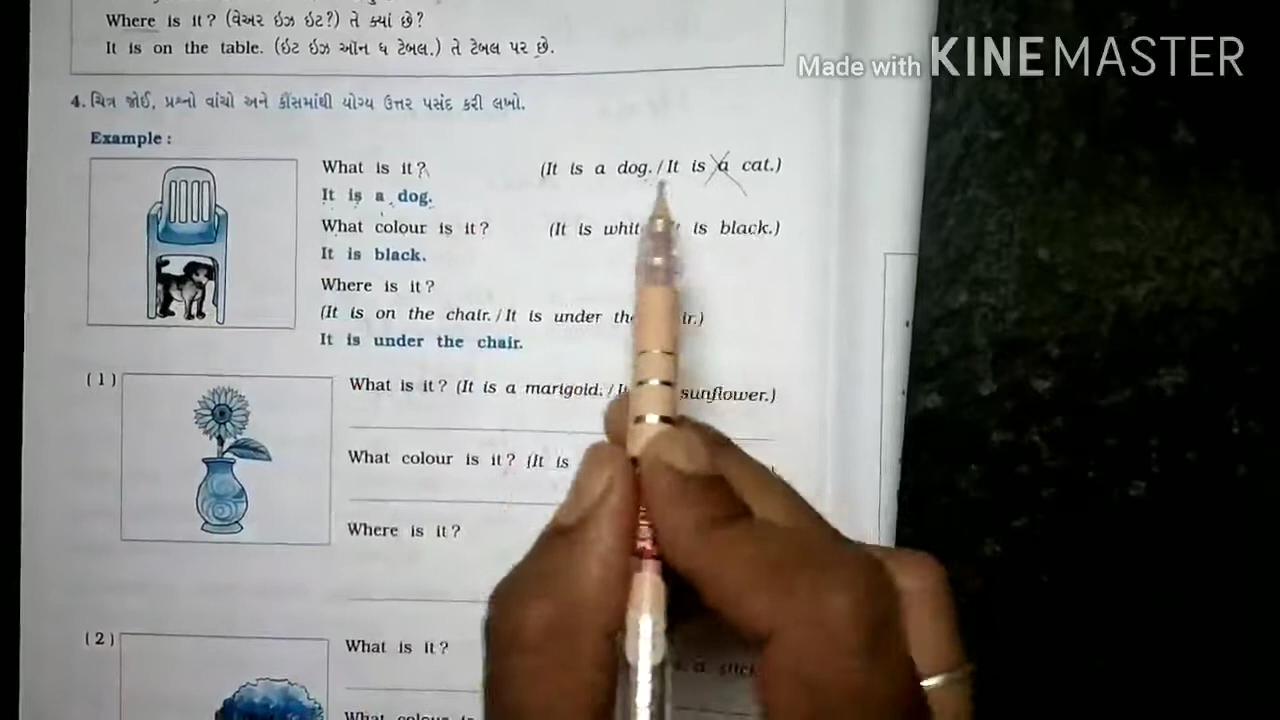 Where is it? (વેઅર ઇઝ ઇટ?) તે ક્યાં છે?
It is on the table. (ઇટ ઇઝ ઑન ધ ટેબલ.) તે ટેબલ પર છે.
Made with KINEMASTER
4. ચિત્ર જોઈ, પ્રશ્નો વાંચો અને કૌંસમાંથી યોગ્ય ઉત્તર પસંદ કરી લખો.
Example :
What is it? (It is a dog. / It is a cat.)
It is a dog.
What colour is it? (It is is black.)
It is black.
Where is it?
(It is on the chair. / It is under
It is under the chair.
(1)
What is it? (It is a marigold. / sunflower.)
What colour is it? (It is
Where is it?
(2)
What is it?
What